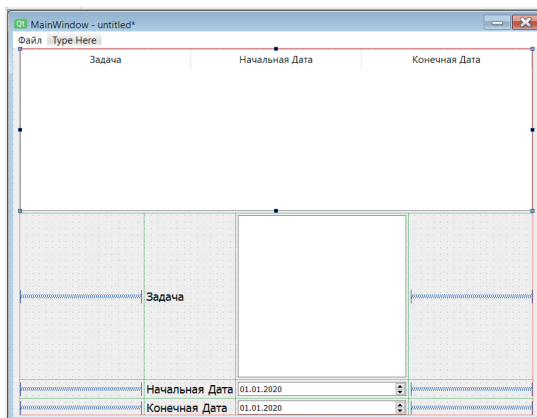 Qt MainWindow - untitled*
Файл Type Here
Задача Начальная Дата Конечная Дата
Задача
Начальная Дата 01.01.2020
Конечная Дата 01.01.2020